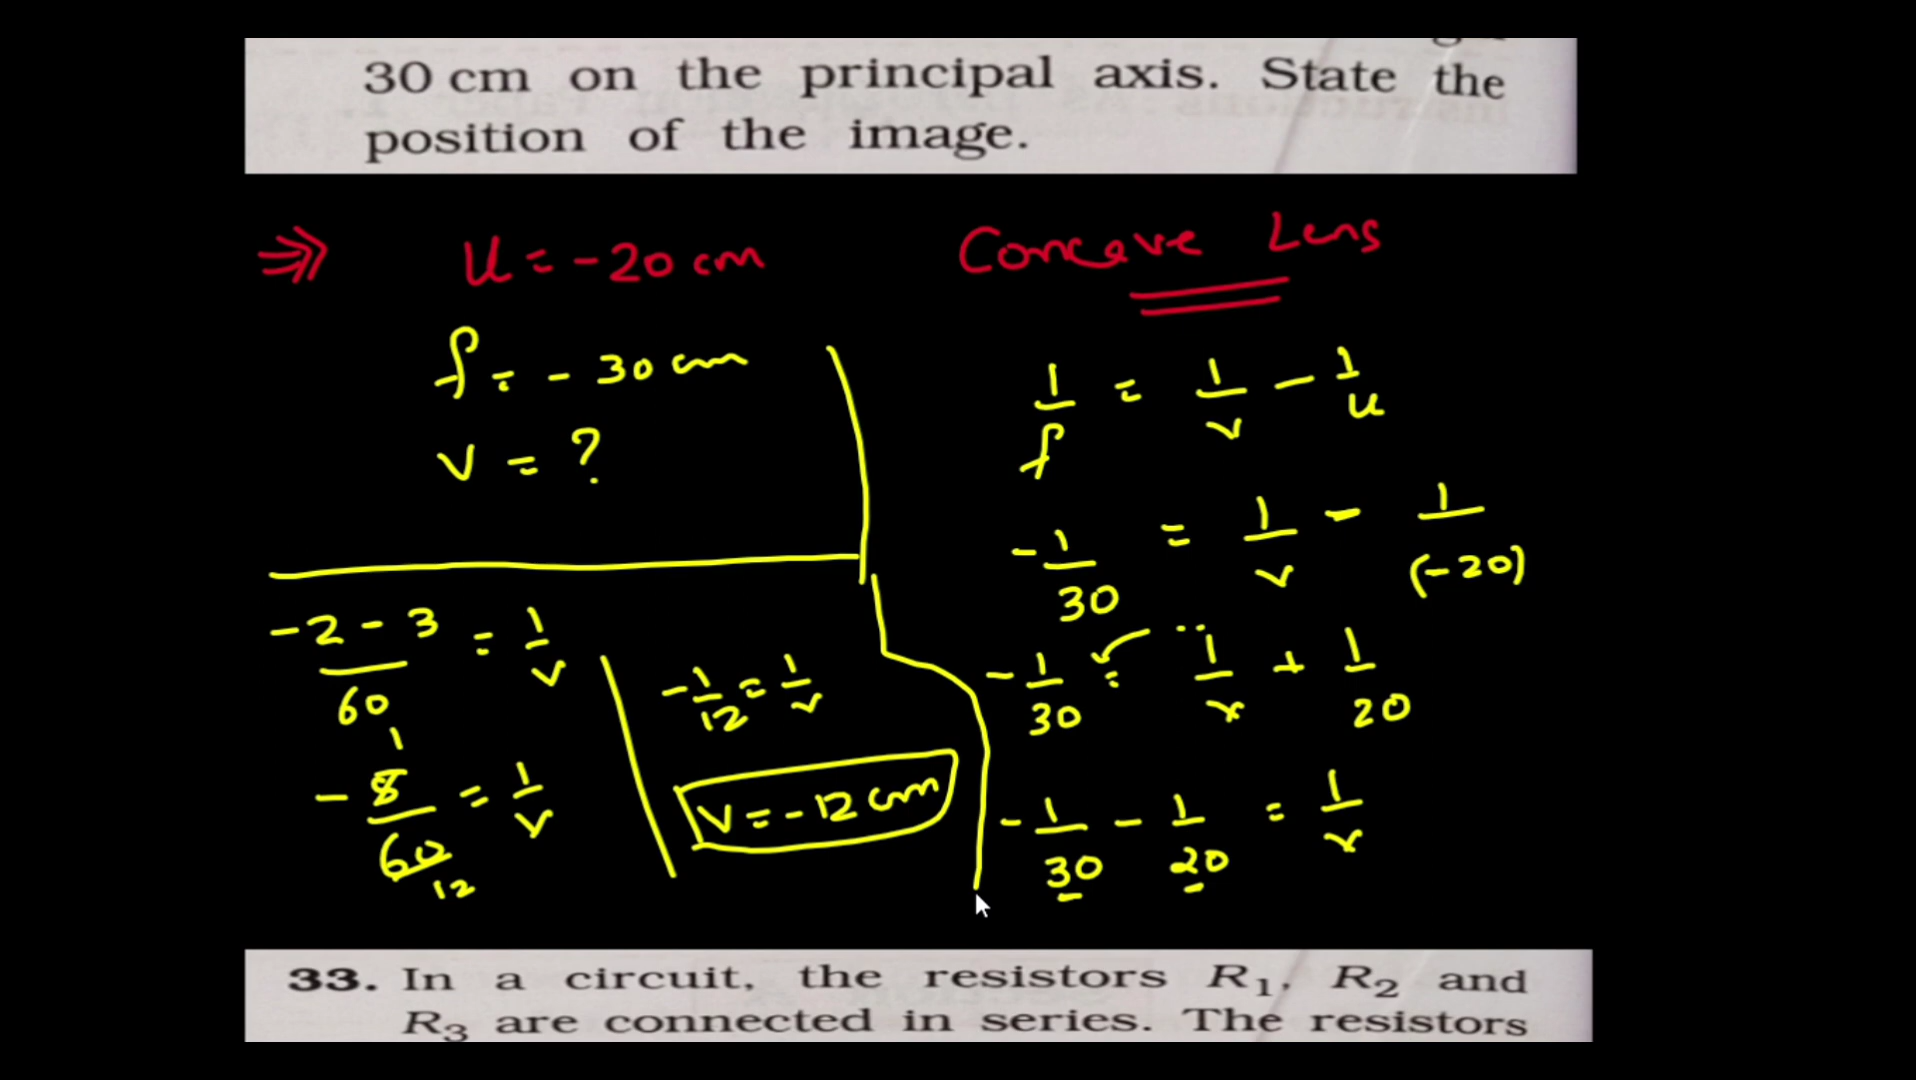 30 cm on the principal axis. State the
position of the image.
⇒ u = -20 cm Concave Lens
f = - 30 cm
v = ?
1/f = 1/v - 1/u
-1/30 = 1/v - 1/(-20)
-1/30 = 1/v + 1/20
-1/30 - 1/20 = 1/v
-2 - 3/60 = 1/v
-8/60 = 1/v
1
12
-1/12 = 1/v
v = -12 cm
33. In a circuit, the resistors R1, R2 and
R3 are connected in series. The resistors